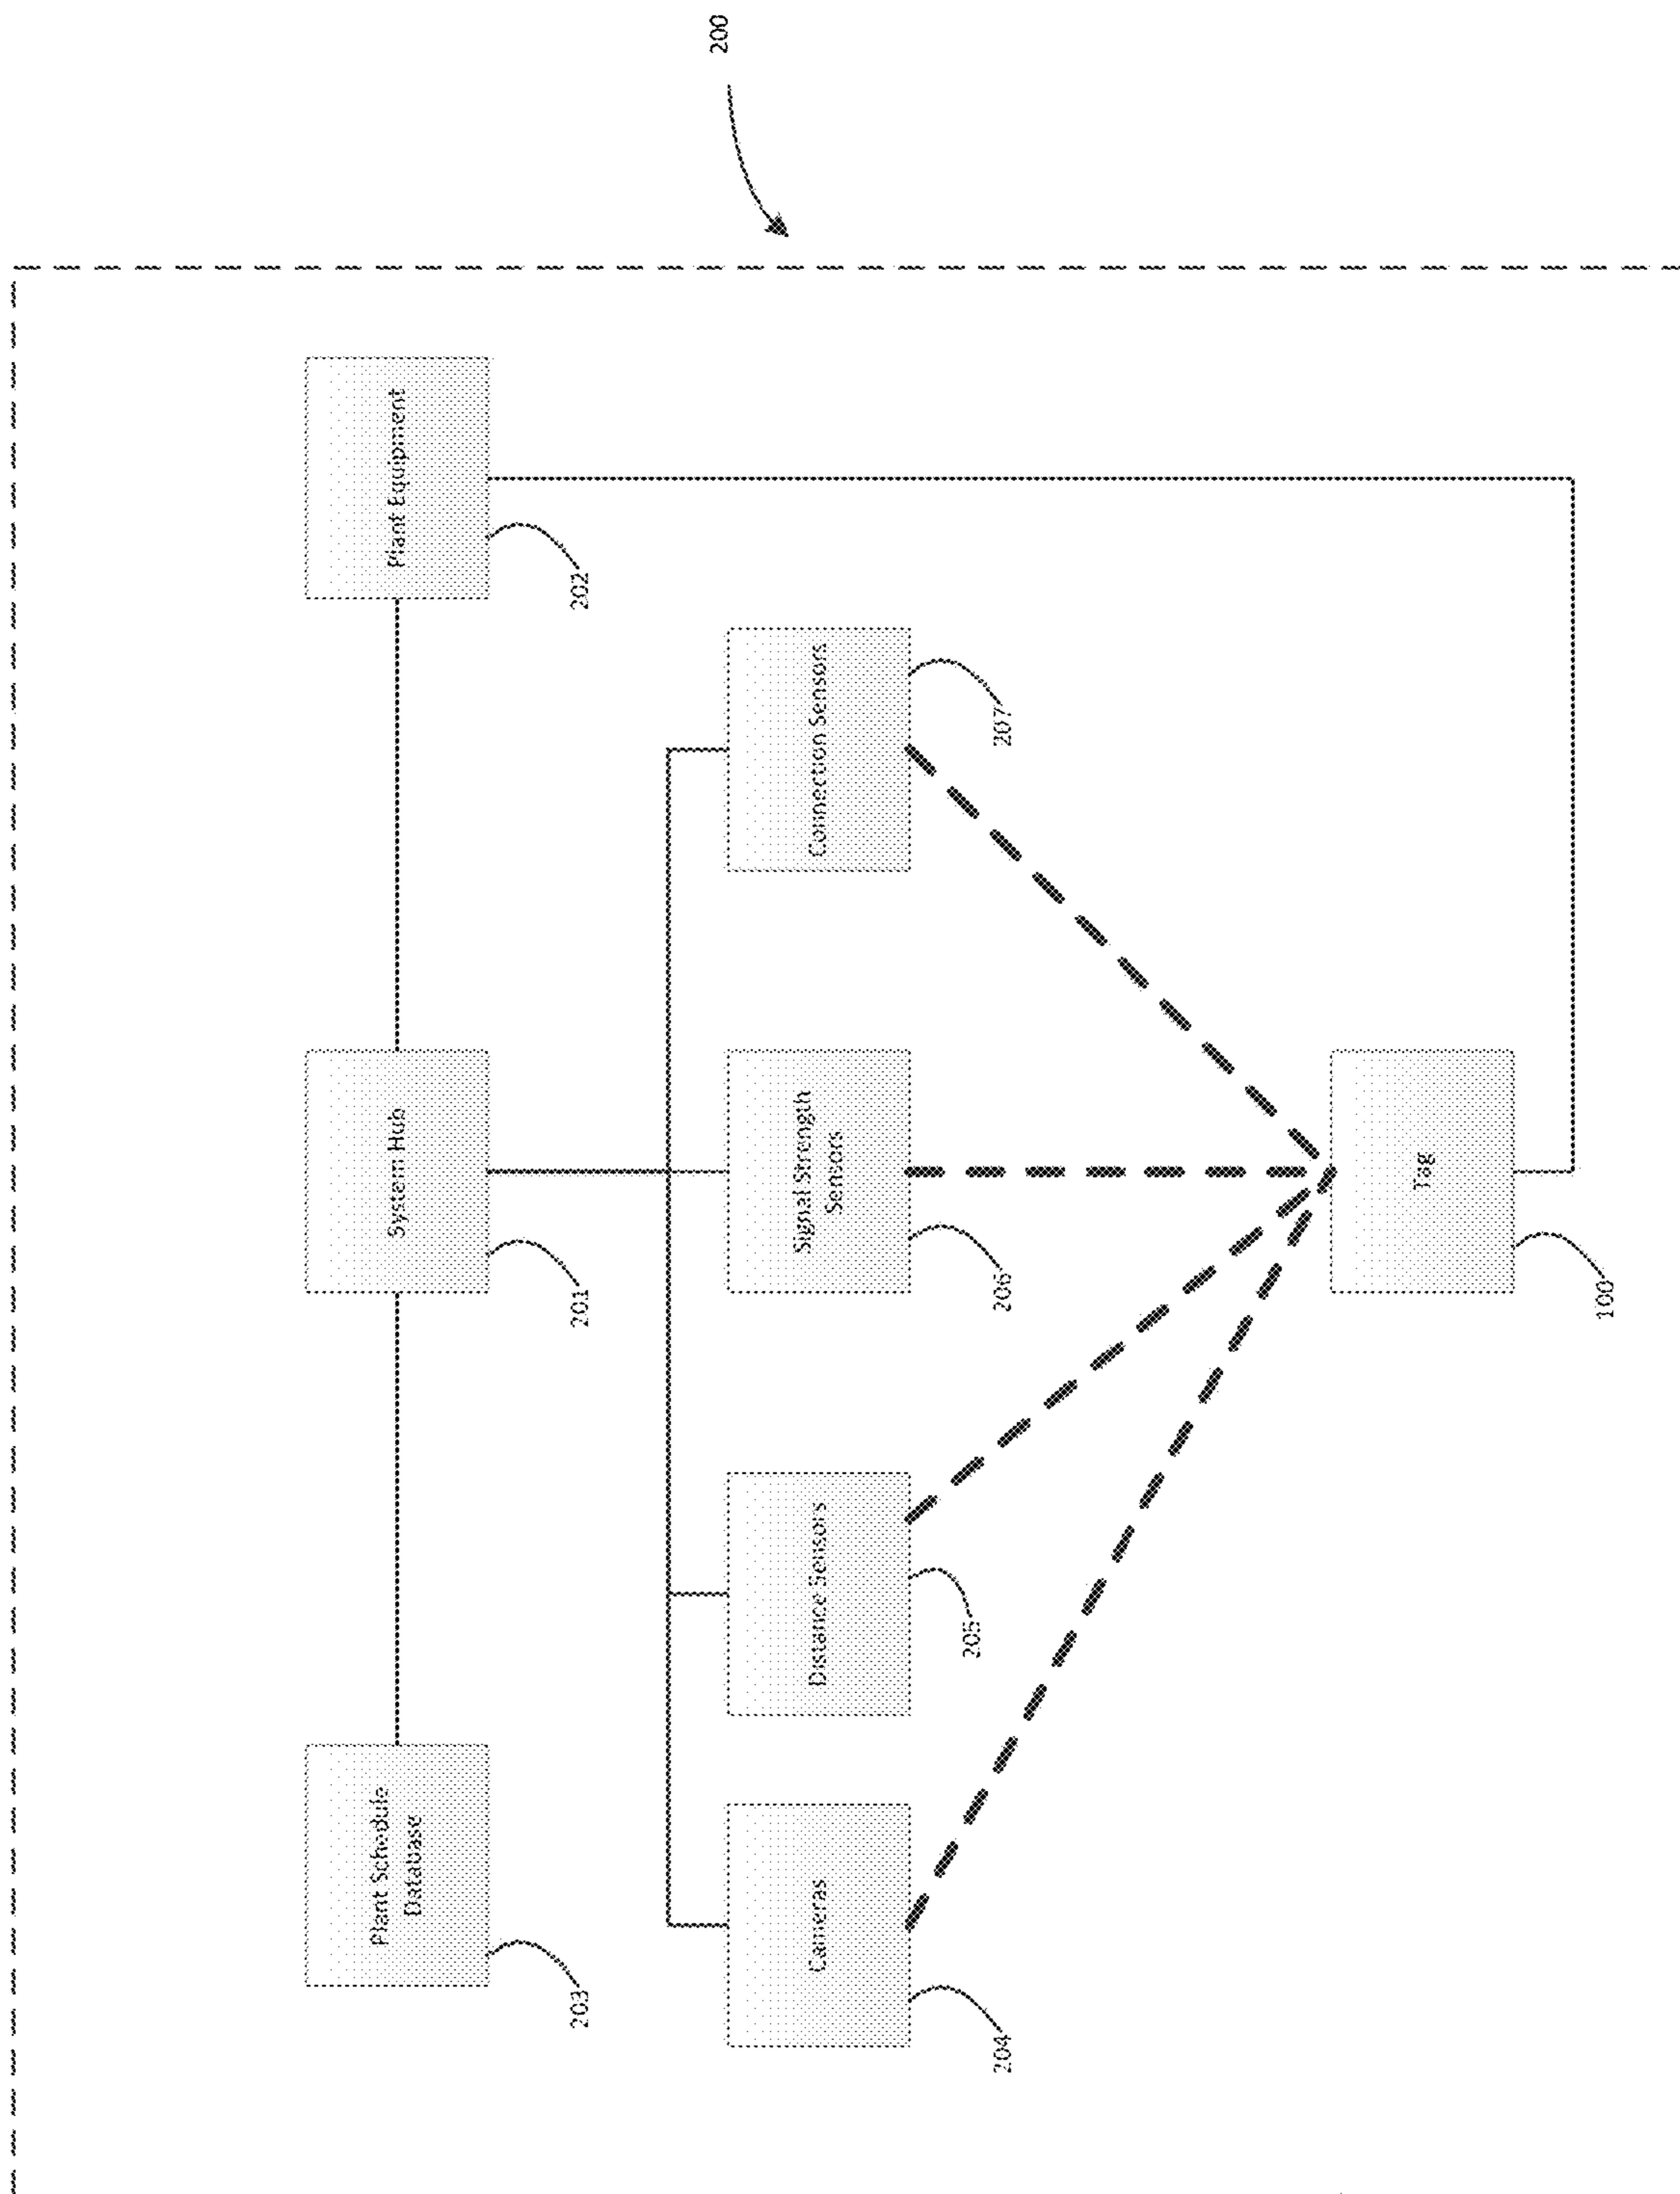 200
Plant Schedule
Database
203
System Hub
201
Plant Equipment
202
Cameras
204
Distance Sensors
205
Signal Strength
Sensors
206
Connection Sensors
207
Tag
100